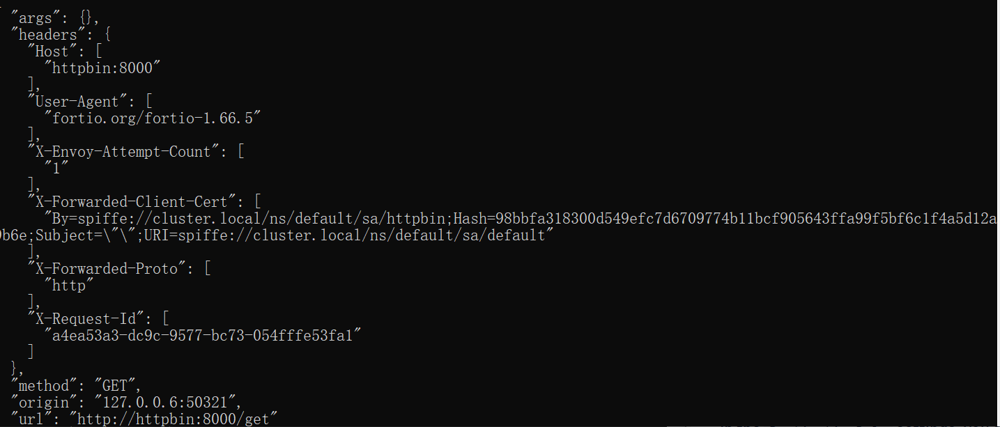 "args": {},
"headers": {
"Host": [
"httpbin:8000"
],
"User-Agent": [
"fortio.org/fortio-1.66.5"
],
"X-Envoy-Attempt-Count": [
"1"
],
"X-Forwarded-Client-Cert": [
"By=spiffe://cluster.local/ns/default/sa/httpbin;Hash=98bbfa318300d549efc7d6709774b11bcf905643ffa99f5bf6c1f4a5d12a
9b6e;Subject=\"\";URI=spiffe://cluster.local/ns/default/sa/default"
],
"X-Forwarded-Proto": [
"http"
],
"X-Request-Id": [
"a4ea53a3-dc9c-9577-bc73-054fffe53fa1"
]
},
"method": "GET",
"origin": "127.0.0.6:50321",
"url": "http://httpbin:8000/get"